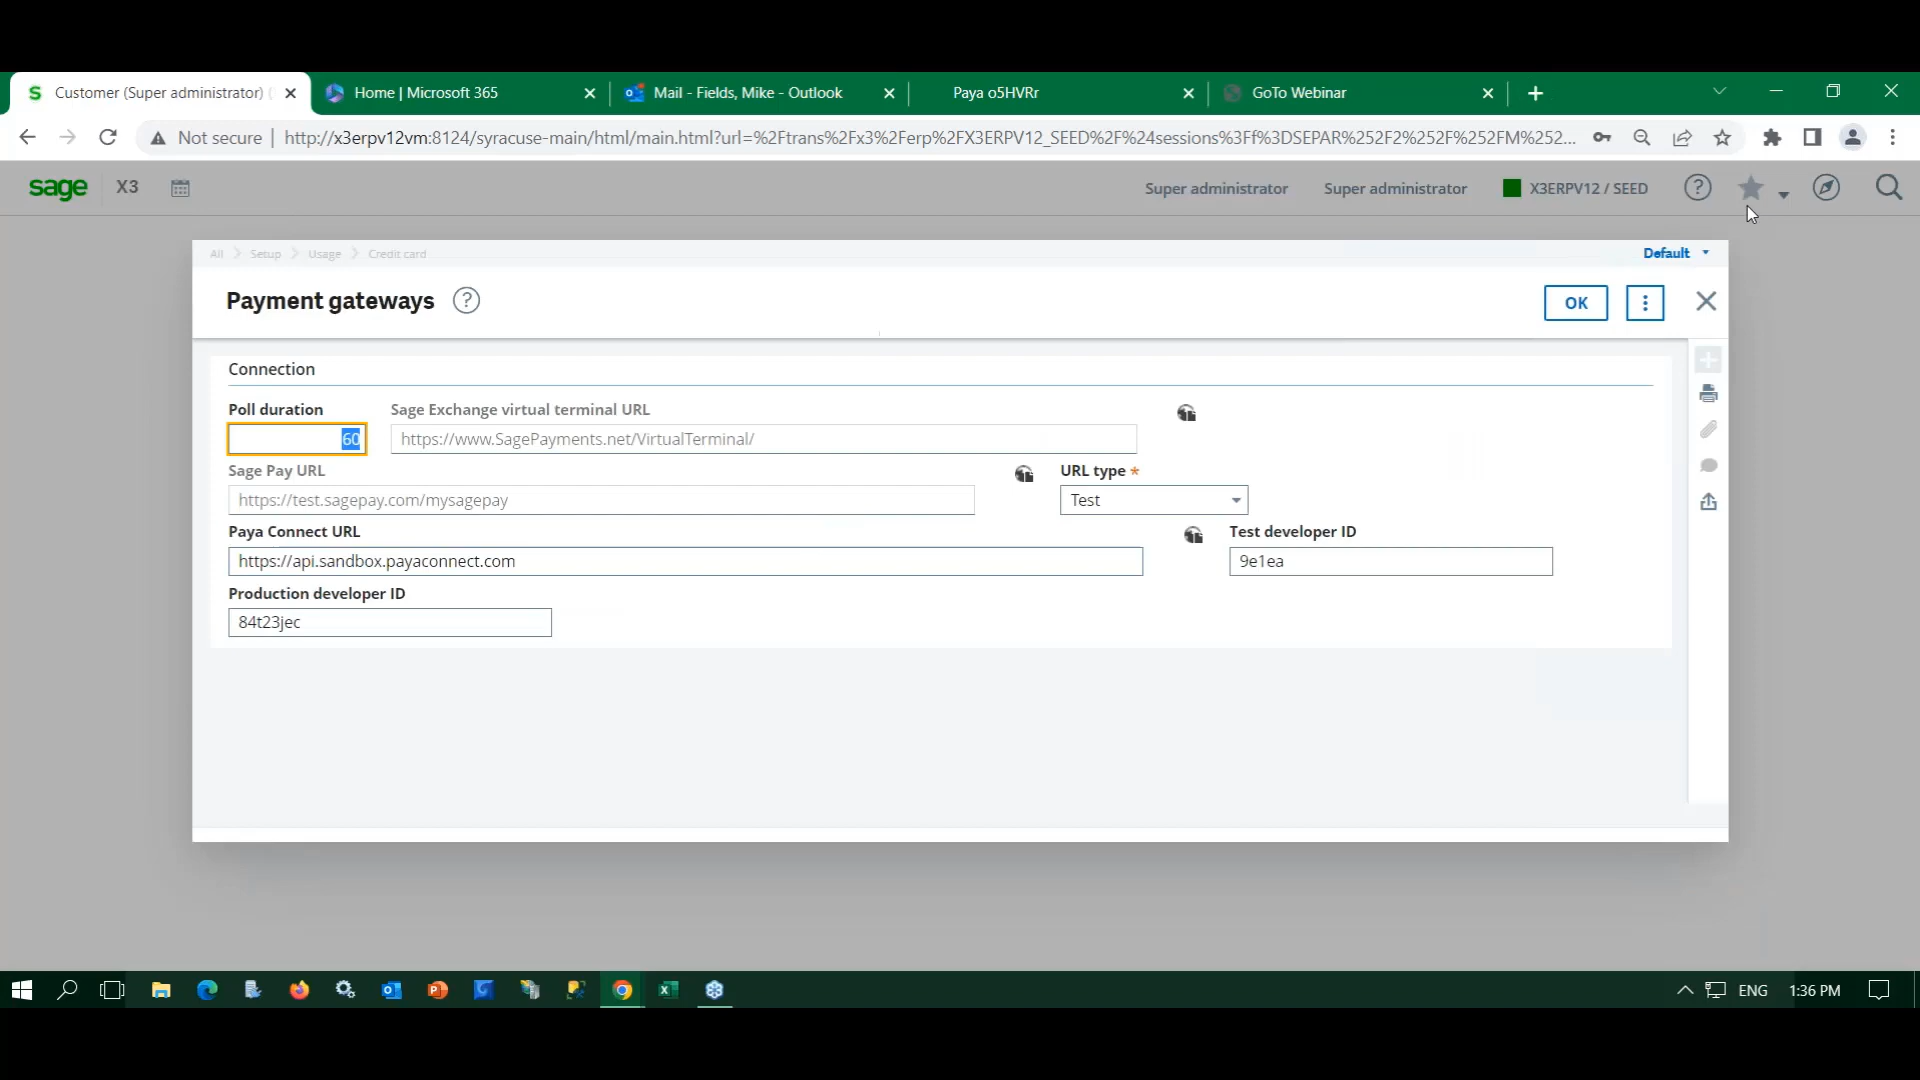 Customer (Super administrator) (
Home | Microsoft 365
Mail - Fields, Mike - Outlook
Paya o5HVRr
GoTo Webinar
Not secure
http://x3erpv12vm:8124/syracuse-main/html/main.html?url=%2Ftrans%2Fx3%2Ferp%2FX3ERPV12_SEED%2F%24sessions%3Ff%3DSEPAR%252F2%252F%252FM%252...
sage X3
Super administrator
Super administrator
X3ERPV12 / SEED
All Setup Usage Credit card
Default
Payment gateways
OK
Connection
Poll duration
Sage Exchange virtual terminal URL
60
https://www.SagePayments.net/VirtualTerminal/
Sage Pay URL
URL type *
https://test.sagepay.com/mysagepay
Test
Paya Connect URL
Test developer ID
https://api.sandbox.payaconnect.com
9e1ea
Production developer ID
84t23jec
ENG
1:36 PM